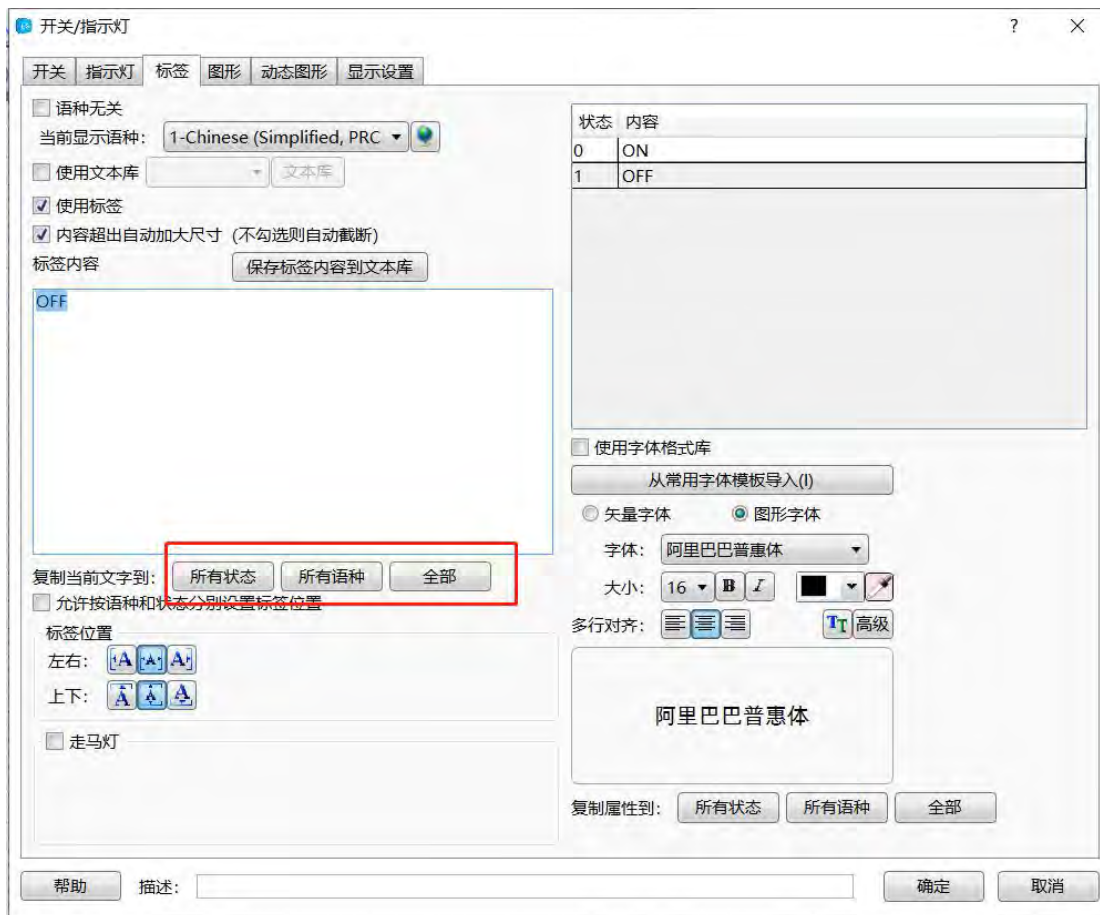 开关/指示灯
?
开关 指示灯 标签 图形 动态图形 显示设置
语种无关
当前显示语种: 1-Chinese (Simplified, PRC
使用文本库 文本库
使用标签
内容超出自动加大尺寸 (不勾选则自动截断)
标签内容 保存标签内容到文本库
OFF
复制当前文字到: 所有状态 所有语种 全部
允许按语种和状态分别设置标签位置
标签位置
左右: A A A
上下: A A A
走马灯
状态 内容
0 ON
1 OFF
使用字体格式库
从常用字体模板导入(I)
矢量字体 图形字体
字体: 阿里巴巴普惠体
大小: 16 B I
多行对齐: TT 高级
阿里巴巴普惠体
复制属性到: 所有状态 所有语种 全部
帮助 描述: 确定 取消